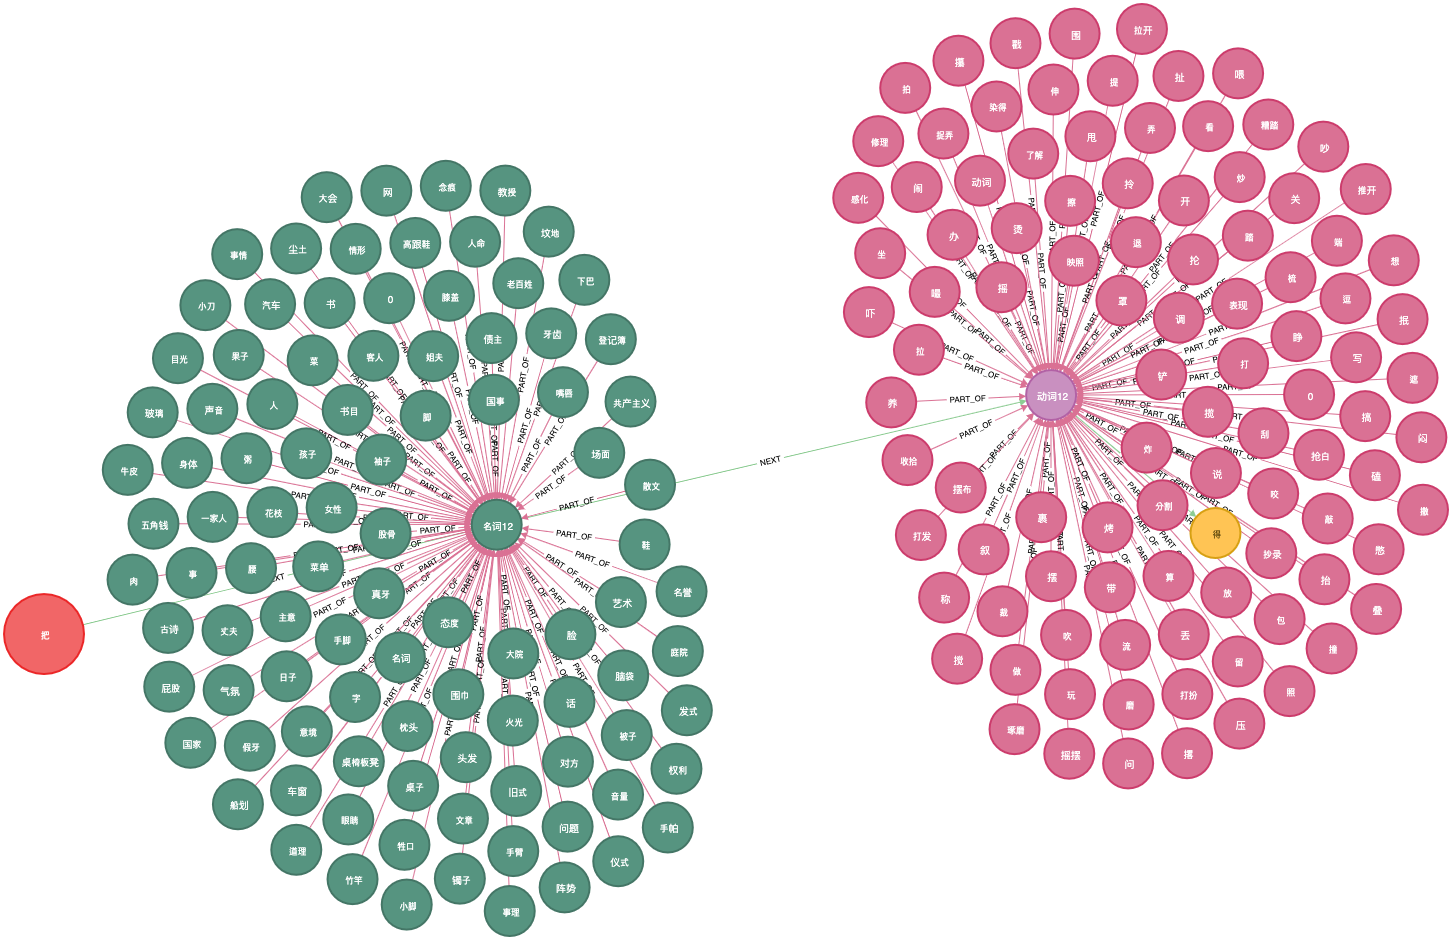 大会
网
念痕
教授
事情
尘土
情形
高跟鞋
人命
坟地
小刀
汽车
书
0
膝盖
老百姓
下巴
目光
果子
菜
客人
姐夫
便主
牙齿
登记簿
玻璃
声音
人
书目
脚
国事
嘴唇
共产主义
牛皮
身体
粥
孩子
袖子
场面
散文
五角钱
一家人
花枝
女性
股骨
名词12
鞋
肉
事
腰
菜单
真牙
艺术
名誉
把
古诗
丈夫
主意
手脚
态度
脸
庭院
屁股
气氛
日子
名词
大院
脑袋
国家
假牙
字
围巾
话
发式
意境
枕头
火光
被子
船划
车窗
桌椅板凳
头发
对方
权利
眼睛
桌子
旧式
音量
道理
牲口
文章
问题
手帕
竹竿
镯子
手臂
仪式
小脚
事理
阵势
NEXT
PART_OF
戳
围
拉开
攥
拍
染得
伸
提
扯
喂
修理
捉弄
了解
甩
弄
看
糟踏
感化
闹
动词
擦
拎
炒
吵
坐
办
烫
映照
退
开
踏
关
推开
吓
嘬
摇
罩
抡
表现
梳
端
想
拉
调
逗
抿
养
动词12
铲
打
睁
写
遮
收拾
揽
刮
0
搞
闷
摆布
炸
说
抢白
磕
打发
叙
裹
烤
分割
咬
敲
撤
得
抄录
憋
称
裁
摆
带
算
放
抬
叠
搅
做
吹
流
丢
包
撞
琢磨
玩
磨
打扮
留
照
摇摆
问
撂
压